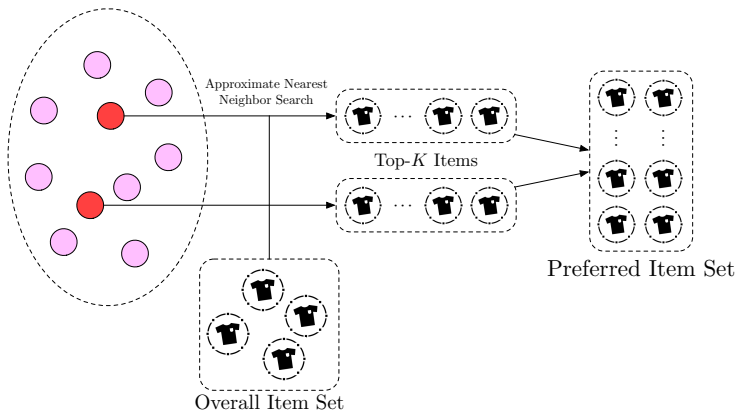 Approximate Nearest
Neighbor Search
Top-K Items
Preferred Item Set
Overall Item Set